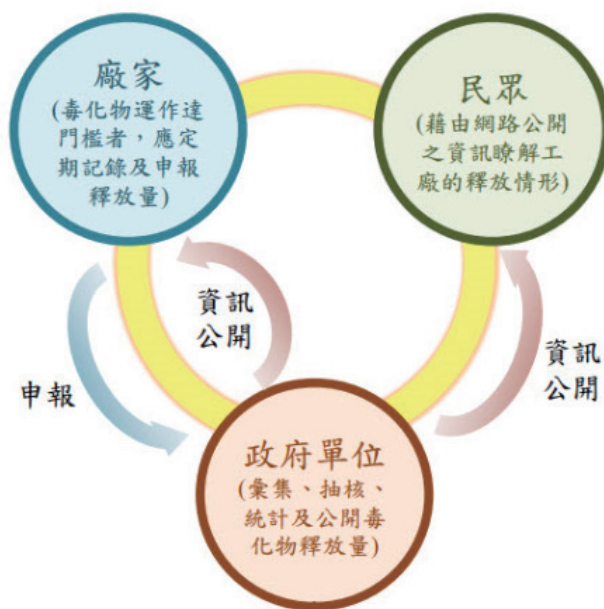 廠家
(毒化物運作達
門檻者，應定
期記錄及申報
釋放量)
民眾
(藉由網路公開
之資訊瞭解工
廠的釋放情形)
資訊
公開
申報
資訊
公開
政府單位
(彙集、抽核、
統計及公開毒
化物釋放量)